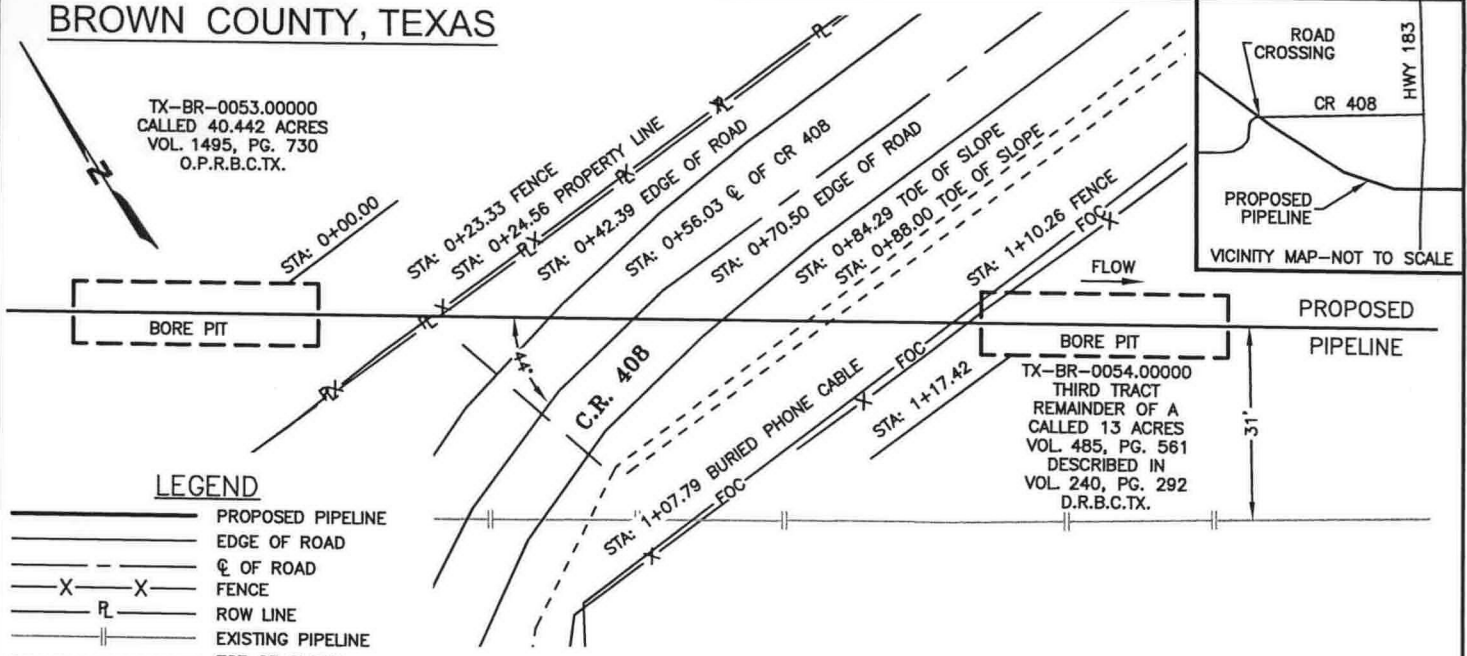 BROWN COUNTY, TEXAS
N
TX-BR-0053.00000
CALLED 40.442 ACRES
VOL. 1495, PG. 730
O.P.R.B.C.TX.
STA: 0+00.00
STA: 0+23.33 FENCE
STA: 0+24.56 PROPERTY LINE
STA: 0+42.39 EDGE OF ROAD
STA: 0+56.03 ℄ OF CR 408
STA: 0+70.50 EDGE OF ROAD
STA: 0+84.29 TOE OF SLOPE
STA: 0+88.00 TOE OF SLOPE
STA: 1+10.26 FENCE
FOC
ROAD
CROSSING
HWY 183
CR 408
PROPOSED
PIPELINE
VICINITY MAP-NOT TO SCALE
FLOW
BORE PIT
44°
C.R. 408
BORE PIT
PROPOSED
PIPELINE
STA: 1+07.79 BURIED PHONE CABLE
FOC
FOC
STA: 1+17.42
TX-BR-0054.00000
THIRD TRACT
REMAINDER OF A
CALLED 13 ACRES
VOL. 485, PG. 561
DESCRIBED IN
VOL. 240, PG. 292
D.R.B.C.TX.
31'
LEGEND
PROPOSED PIPELINE
EDGE OF ROAD
℄ OF ROAD
X X FENCE
PL ROW LINE
EXISTING PIPELINE